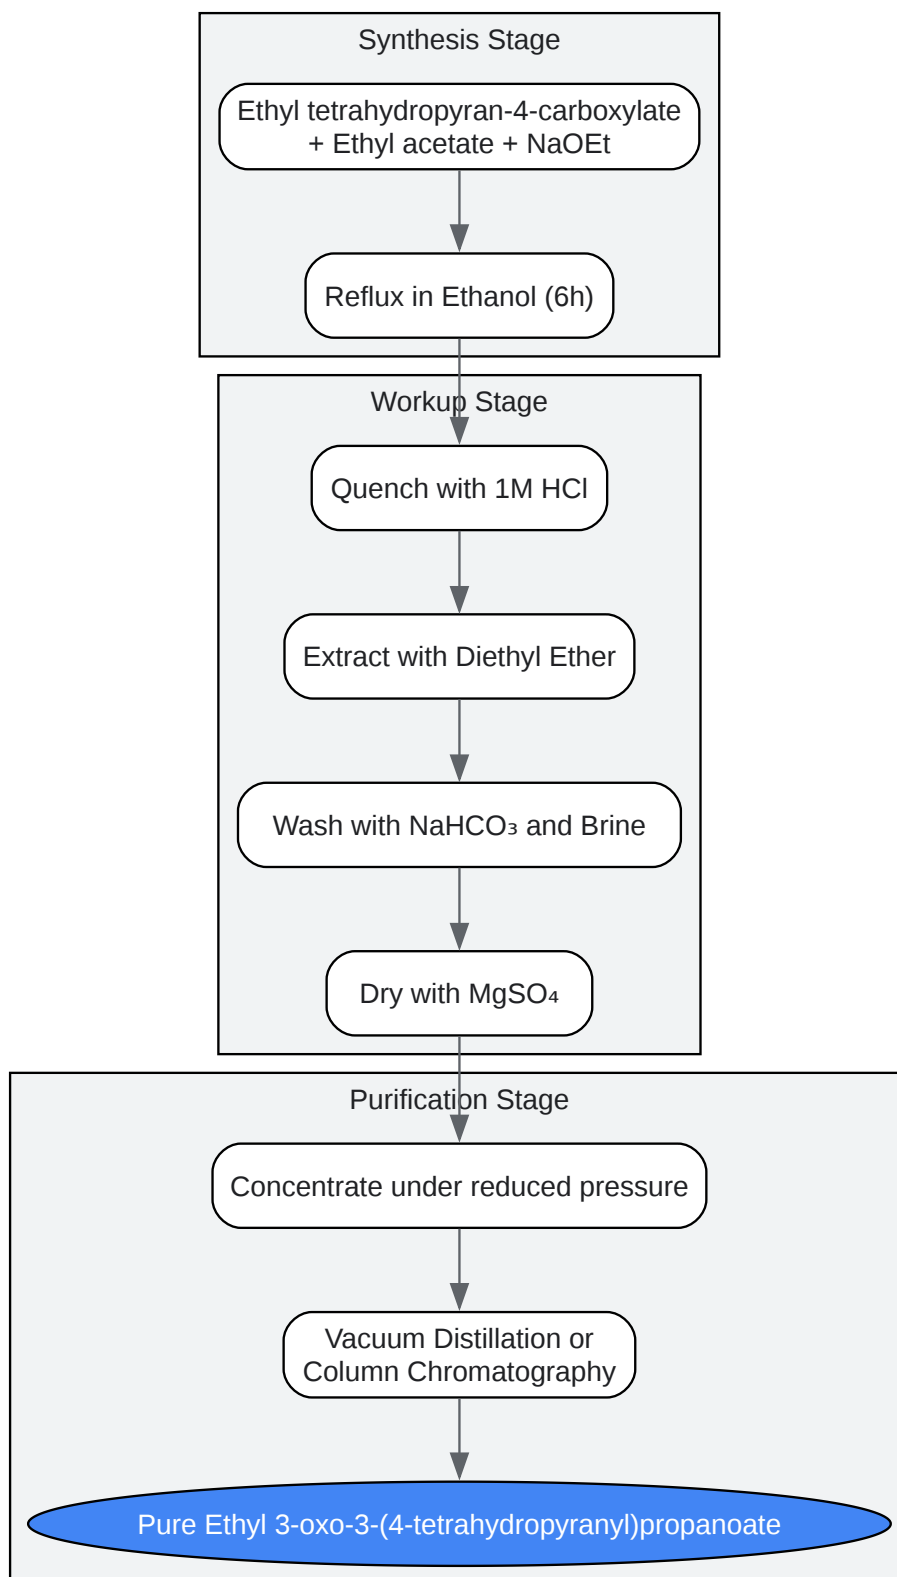 Synthesis Stage
Ethyl tetrahydropyran-4-carboxylate
+ Ethyl acetate + NaOEt
Reflux in Ethanol (6h)
Workup Stage
Quench with 1M HCl
Extract with Diethyl Ether
Wash with NaHCO₃ and Brine
Dry with MgSO₄
Purification Stage
Concentrate under reduced pressure
Vacuum Distillation or
Column Chromatography
Pure Ethyl 3-oxo-3-(4-tetrahydropyranyl)propanoate